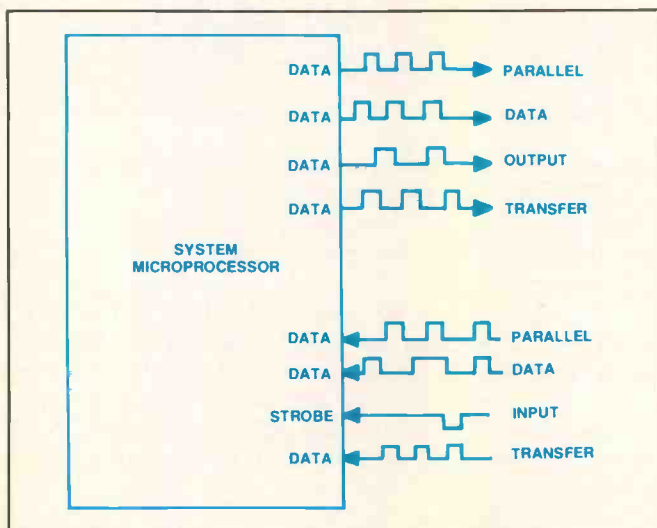 DATA PARALLEL
DATA DATA
DATA OUTPUT
DATA TRANSFER
SYSTEM
MICROPROCESSOR
DATA PARALLEL
DATA DATA
STROBE INPUT
DATA TRANSFER